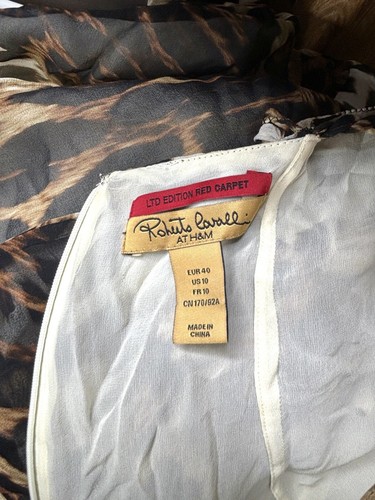 LTD EDITION RED CARPET
Roberto Cavalli
AT H&M
EUR 40
US 10
FR 10
CN 170/92A
MADE IN
CHINA